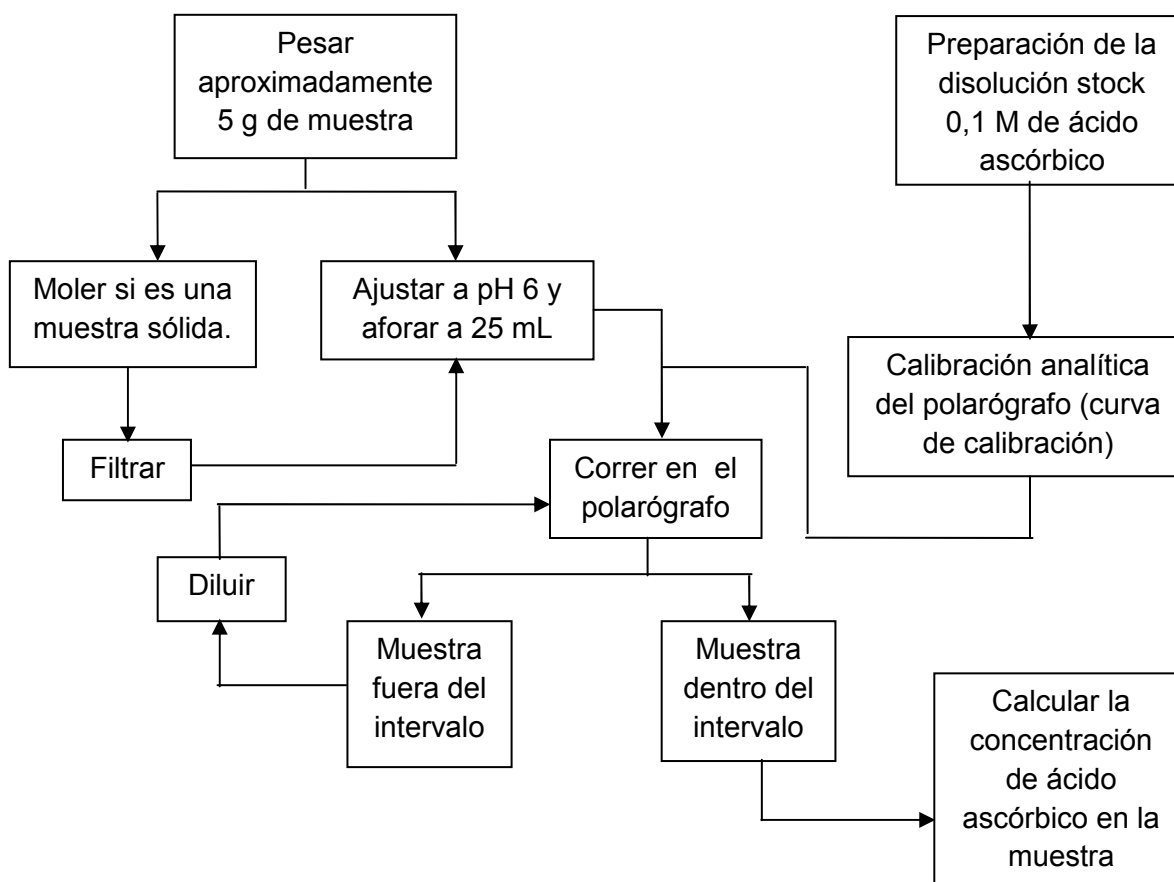 Pesar
aproximadamente
5 g de muestra
Preparación de la
disolución stock
0,1 M de ácido
ascórbico
Moler si es una
muestra sólida.
Ajustar a pH 6 y
aforar a 25 mL
Calibración analítica
del polarógrafo (curva
de calibración)
Filtrar
Correr en el
polarógrafo
Diluir
Muestra
fuera del
intervalo
Muestra
dentro del
intervalo
Calcular la
concentración
de ácido
ascórbico en la
muestra